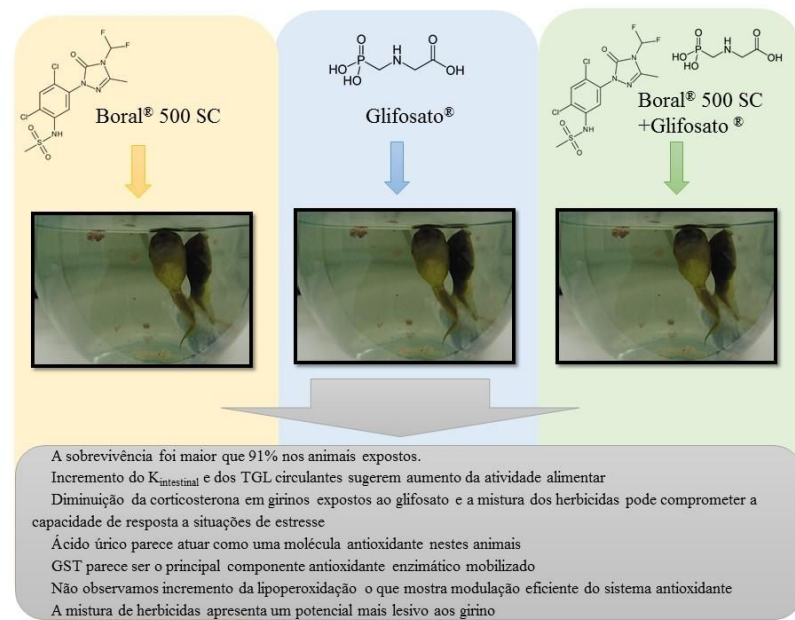 Boral® 500 SC
Glifosato®
Boral® 500 SC
+Glifosato ®
A sobrevivência foi maior que 91% nos animais expostos.
Incremento do Kintestinal e dos TGL circulantes sugerem aumento da atividade alimentar
Diminuição da corticosterona em girinos expostos ao glifosato e a mistura dos herbicidas pode comprometer a
capacidade de resposta a situações de estresse
Ácido úrico parece atuar como uma molécula antioxidante nestes animais
GST parece ser o principal componente antioxidante enzimático mobilizado
Não observamos incremento da lipoperoxidação o que mostra modulação eficiente do sistema antioxidante
A mistura de herbicidas apresenta um potencial mais lesivo aos girino